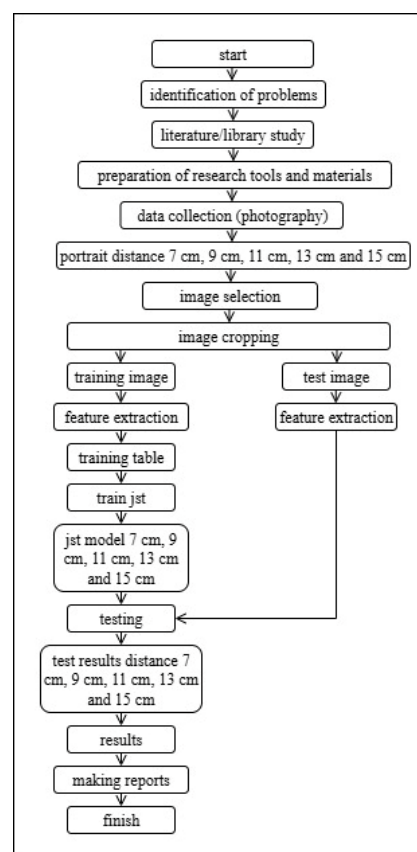 start
identification of problems
literature/library study
preparation of research tools and materials
data collection (photography)
portrait distance 7 cm, 9 cm, 11 cm, 13 cm and 15 cm
image selection
image cropping
training image
test image
feature extraction
feature extraction
training table
train jst
jst model 7 cm, 9
cm, 11 cm, 13 cm
and 15 cm
testing
test results distance 7
cm, 9 cm, 11 cm, 13 cm
and 15 cm
results
making reports
finish